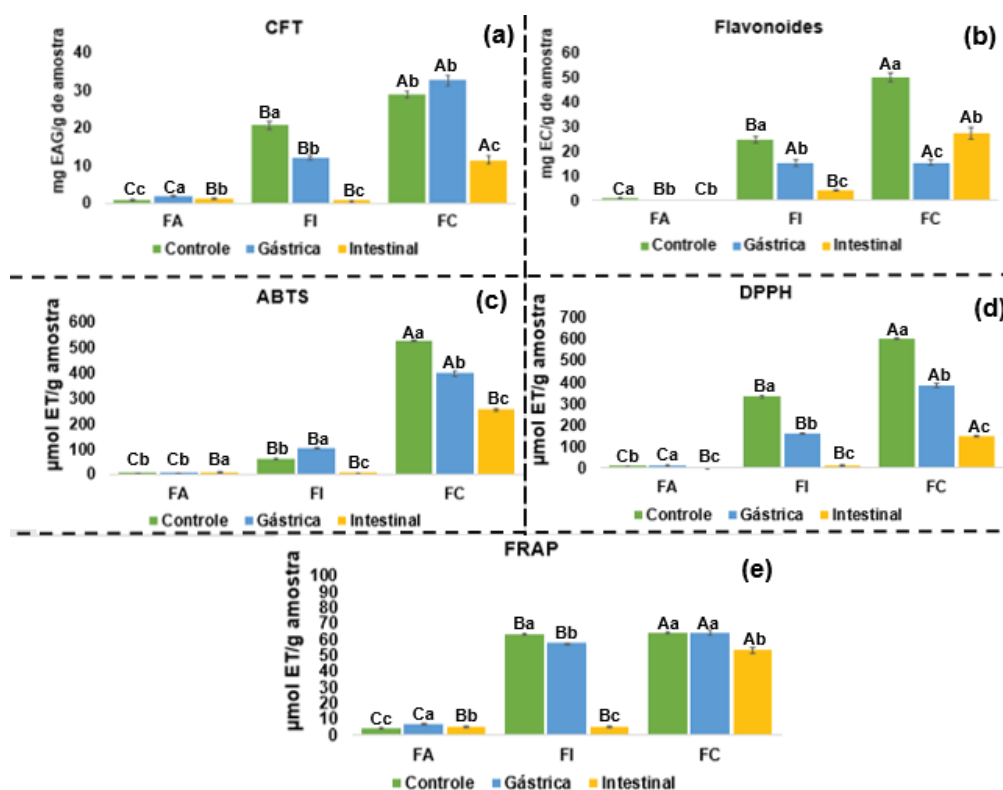 CFT
(a)
mg EAG/g de amostra
40
30
20
10
0
Cc Ca Bb
Ba Bb Bc
Ab Ab Ac
FA FI FC
Controle Gástrica Intestinal
Flavonoides
(b)
mg EC/g de amostra
60
50
40
30
20
10
0
Ca Bb Cb
Ba Ab Bc
Aa Ac Ab
FA FI FC
Controle Gástrica Intestinal
ABTS
(c)
µmol ET/g amostra
600
500
400
300
200
100
0
Cb Cb Ba
Bb Ba Bc
Aa Ab Bc
FA FI FC
Controle Gástrica Intestinal
DPPH
(d)
µmol ET/g amostra
700
600
500
400
300
200
100
0
Cb Ca Bc
Ba Bb Bc
Aa Ab Ac
FA FI FC
Controle Gástrica Intestinal
FRAP
(e)
µmol ET/g amostra
100
90
80
70
60
50
40
30
20
10
0
Cc Ca Bb
Ba Bb Bc
Aa Aa Ab
FA FI FC
Controle Gástrica Intestinal